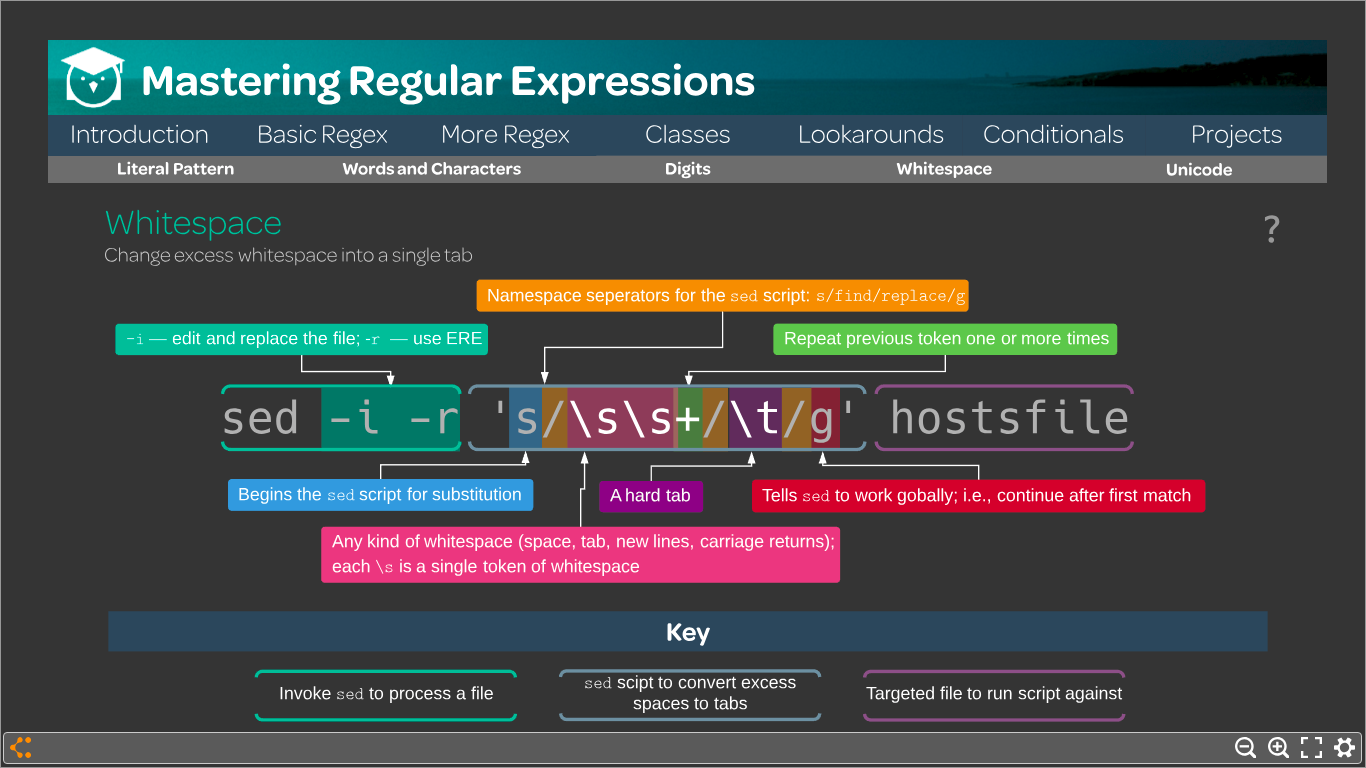 Mastering Regular Expressions
Introduction Basic Regex More Regex Classes Lookarounds Conditionals Projects
Literal Pattern Words and Characters Digits Whitespace Unicode
Whitespace
?
Change excess whitespace into a single tab
Namespace seperators for the sed script: s/find/replace/g
-i — edit and replace the file; -r — use ERE
Repeat previous token one or more times
sed -i -r 's/\s\s+/\t/g' hostsfile
Begins the sed script for substitution
A hard tab
Tells sed to work gobally; i.e., continue after first match
Any kind of whitespace (space, tab, new lines, carriage returns);
each \s is a single token of whitespace
Key
Invoke sed to process a file
sed scipt to convert excess
spaces to tabs
Targeted file to run script against